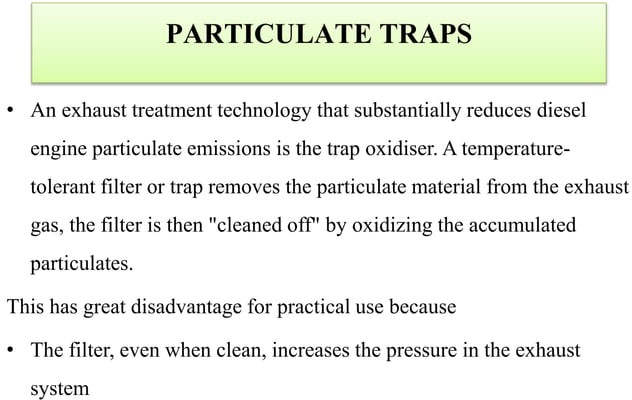 PARTICULATE TRAPS
• An exhaust treatment technology that substantially reduces diesel
engine particulate emissions is the trap oxidiser. A temperature-
tolerant filter or trap removes the particulate material from the exhaust
gas, the filter is then "cleaned off" by oxidizing the accumulated
particulates.
This has great disadvantage for practical use because
• The filter, even when clean, increases the pressure in the exhaust
system